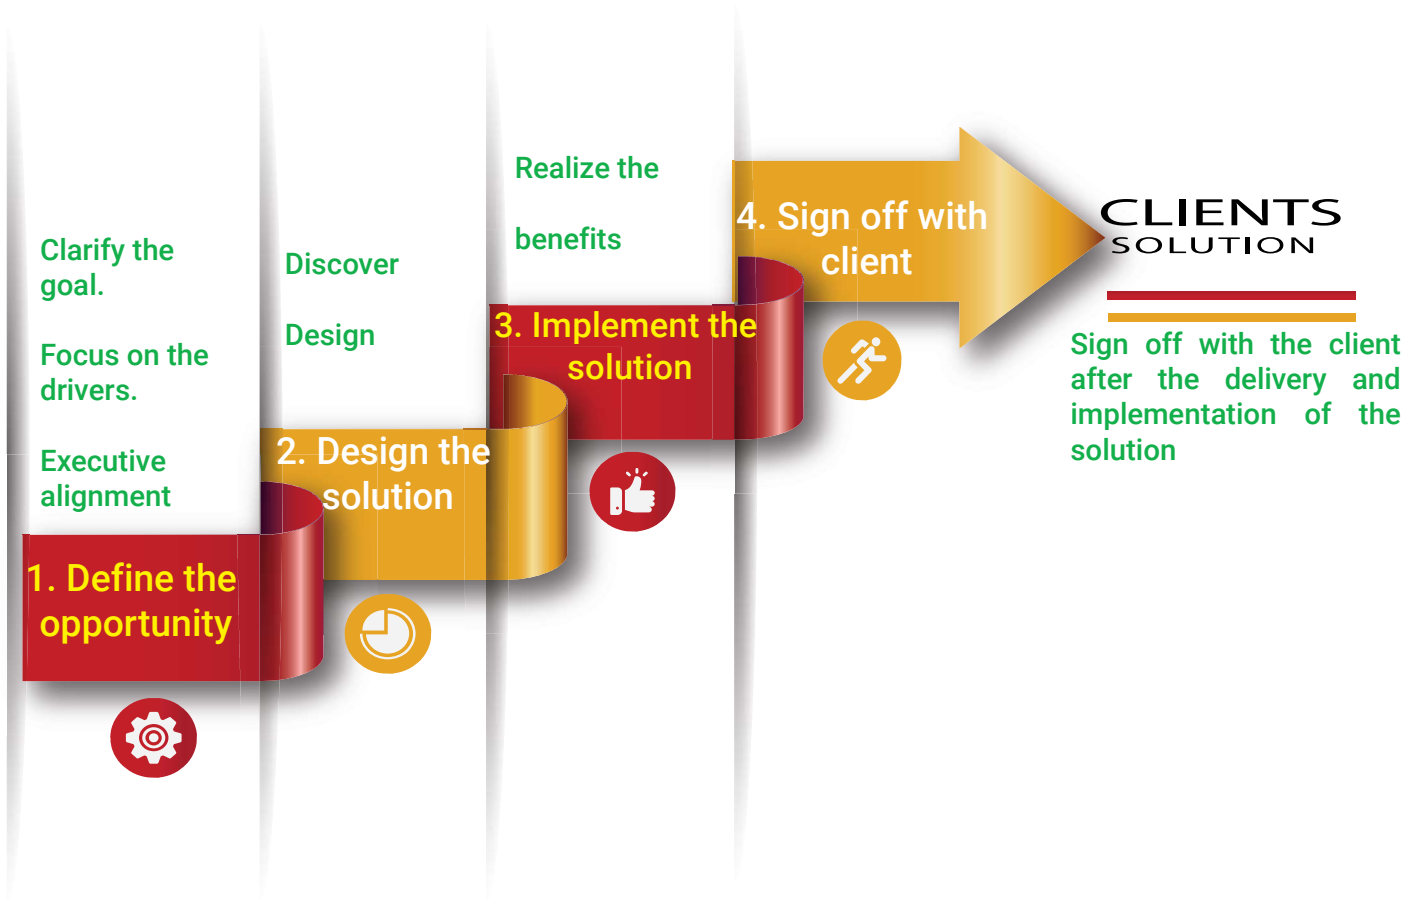 Clarify the
goal.
Focus on the
drivers.
Executive
alignment
1. Define the
opportunity
Discover
Design
2. Design the
solution
Realize the
benefits
3. Implement the
solution
4. Sign off with
client
CLIENTS
SOLUTION
Sign off with the client
after the delivery and
implementation of the
solution